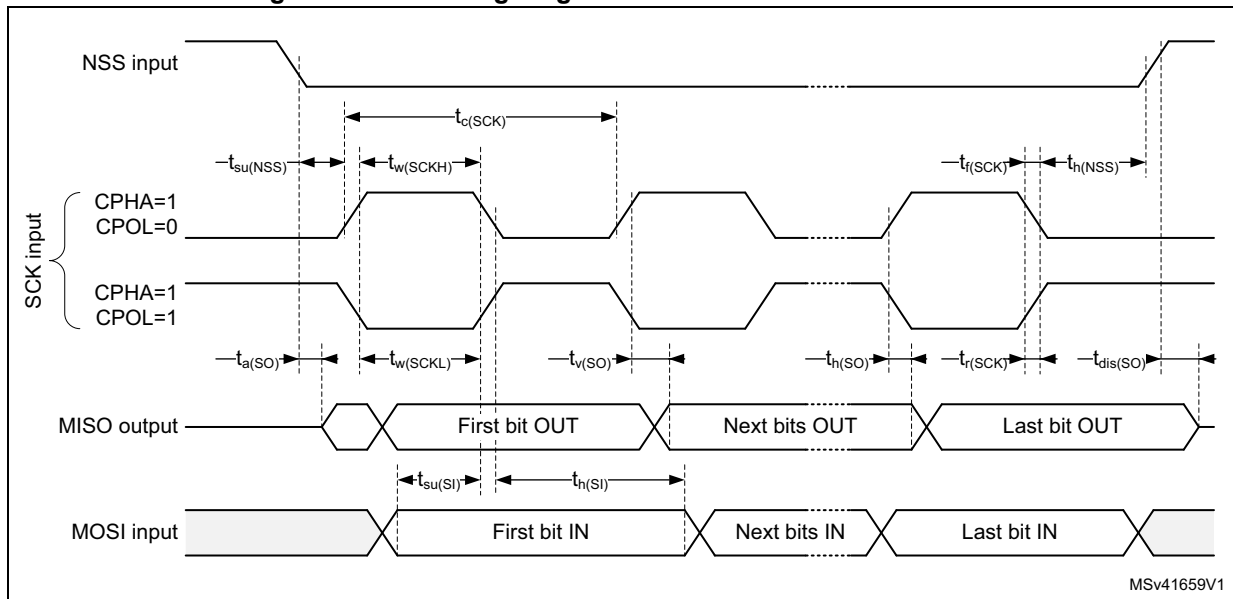 NSS input
tc(SCK)
tsu(NSS) tw(SCKH) tf(SCK) th(NSS)
SCK input
CPHA=1
CPOL=0
CPHA=1
CPOL=1
ta(SO) tw(SCKL) tv(SO) th(SO) tr(SCK) tdis(SO)
MISO output First bit OUT Next bits OUT Last bit OUT
tsu(SI) th(SI)
MOSI input First bit IN Next bits IN Last bit IN
MSv41659V1